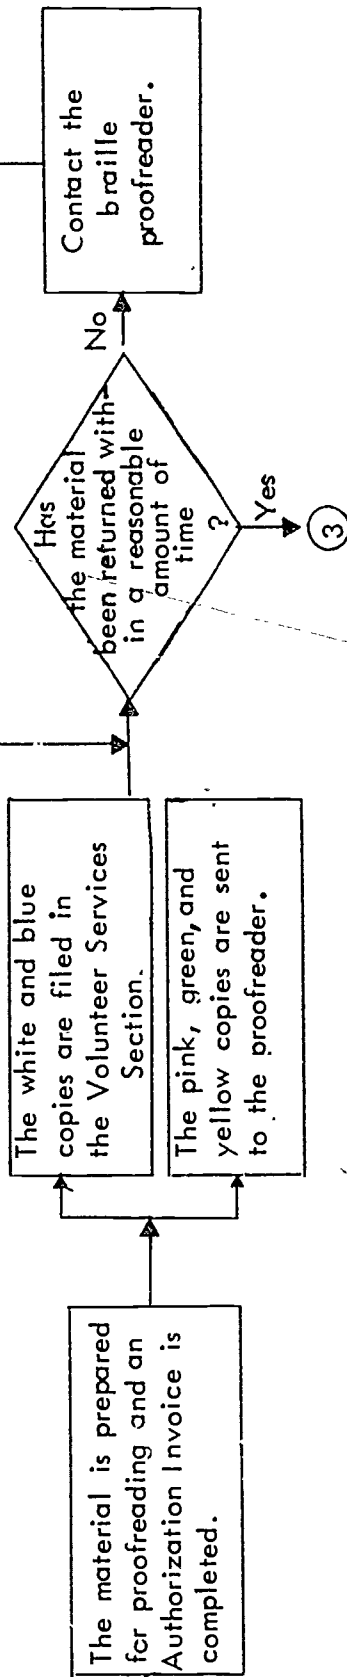 The material is prepared
fcr proofreading and an
Authorization Invoice is
completed.
The white and blue
copies are filed in
the Volunteer Services
Section.
The pink, green, and
yellow copies are sent
to the proofreader.
Has
the material
been returned with-
in a reasonable
amount of
time
?
Yes
3
No
Contact the
braille
proofreader.